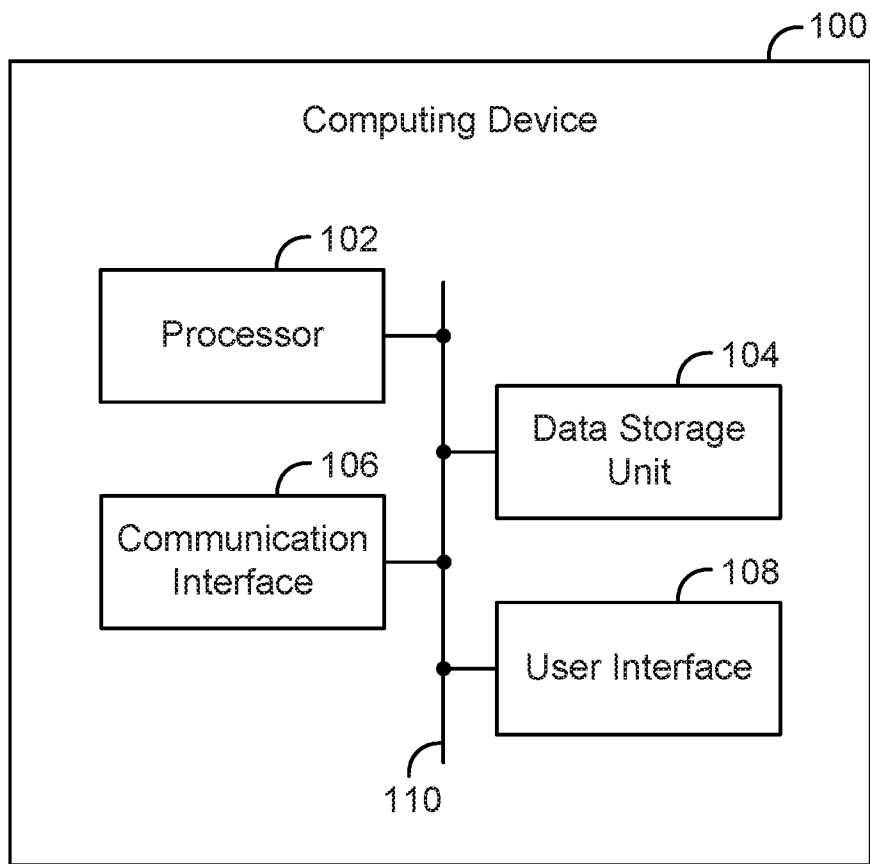 100
Computing Device
102
Processor
104
Data Storage
Unit
106
Communication
Interface
108
User Interface
110